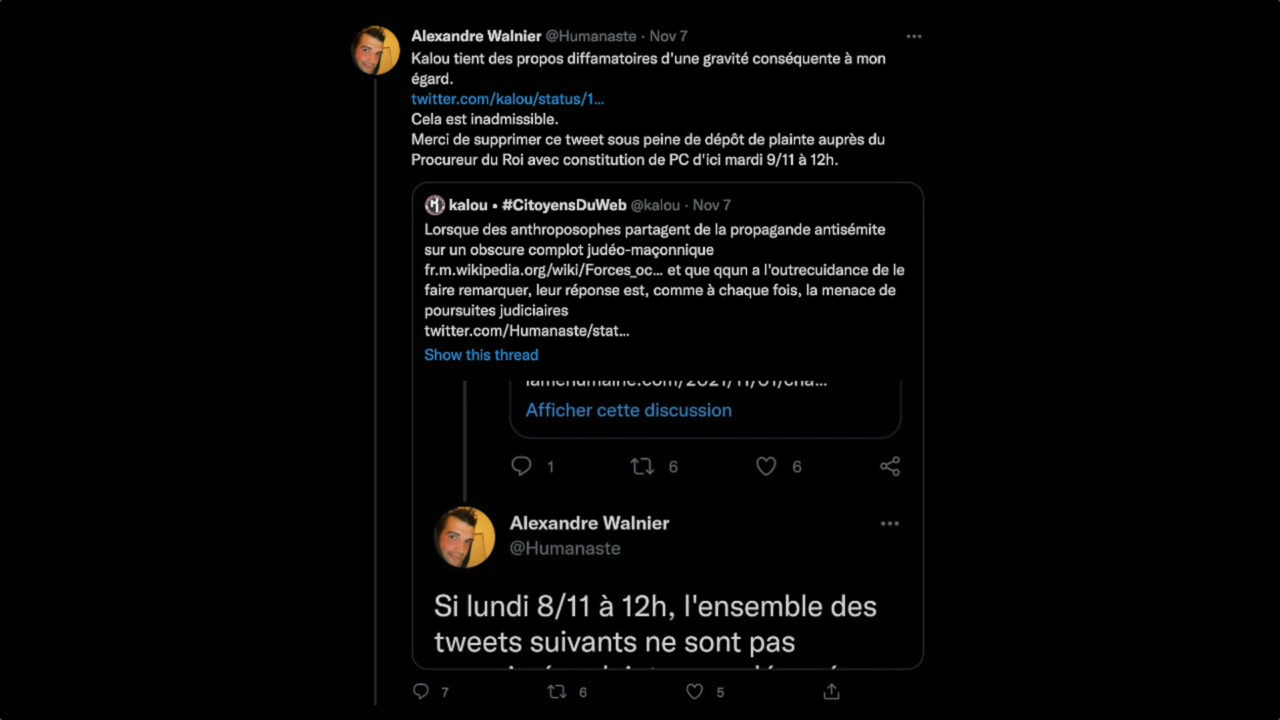 Alexandre Walnier @Humanaste · Nov 7
Kalou tient des propos diffamatoires d'une gravité conséquente à mon
égard.
twitter.com/kalou/status/1...
Cela est inadmissible.
Merci de supprimer ce tweet sous peine de dépôt de plainte auprès du
Procureur du Roi avec constitution de PC d'ici mardi 9/11 à 12h.
kalou • #CitoyensDuWeb @kalou · Nov 7
Lorsque des anthroposophes partagent de la propagande antisémite
sur un obscure complot judéo-maçonnique
fr.m.wikipedia.org/wiki/Forces_oc... et que qqun a l'outrecuidance de le
faire remarquer, leur réponse est, comme à chaque fois, la menace de
poursuites judiciaires
twitter.com/Humanaste/stat...
Show this thread
Afficher cette discussion
1 6 6
Alexandre Walnier
@Humanaste
Si lundi 8/11 à 12h, l'ensemble des
tweets suivants ne sont pas
7 6 5